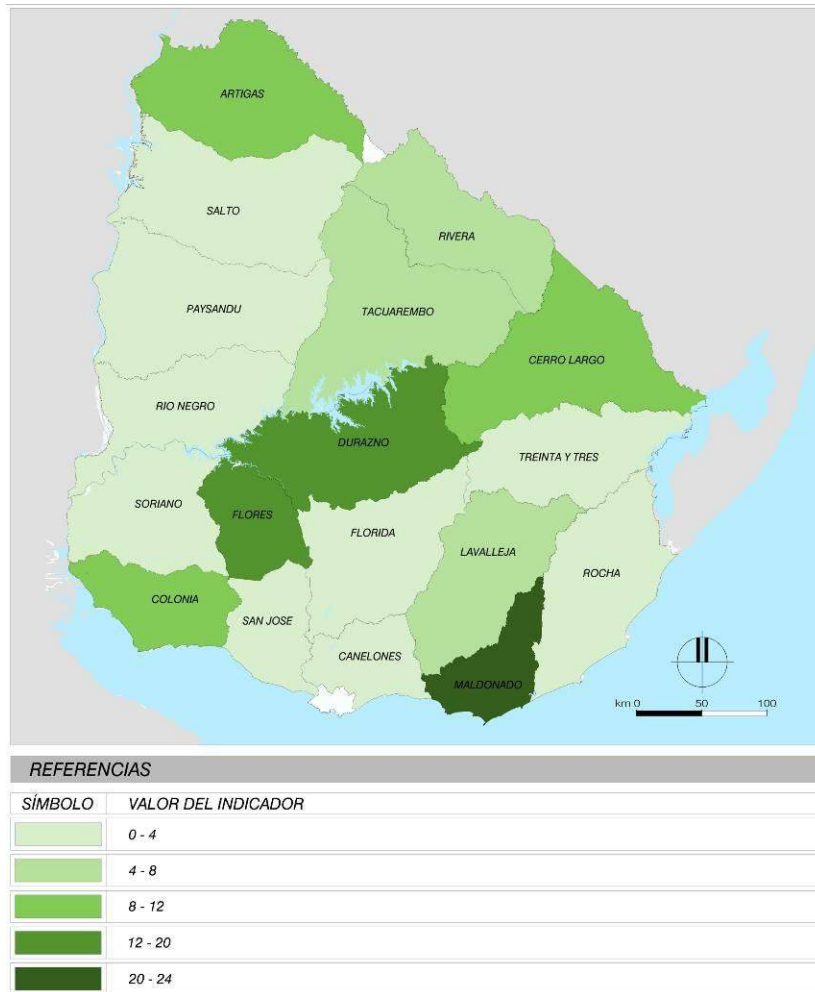 ARTIGAS
SALTO
RIVERA
PAYSANDU
TACUAREMBO
CERRO LARGO
RIO NEGRO
DURAZNO
TREINTA Y TRES
SORIANO
FLORES
FLORIDA
LAVALLEJA
ROCHA
COLONIA
SAN JOSE
CANELONES
MALDONADO
km 0 50 100
REFERENCIAS
SÍMBOLO VALOR DEL INDICADOR
0 - 4
4 - 8
8 - 12
12 - 20
20 - 24